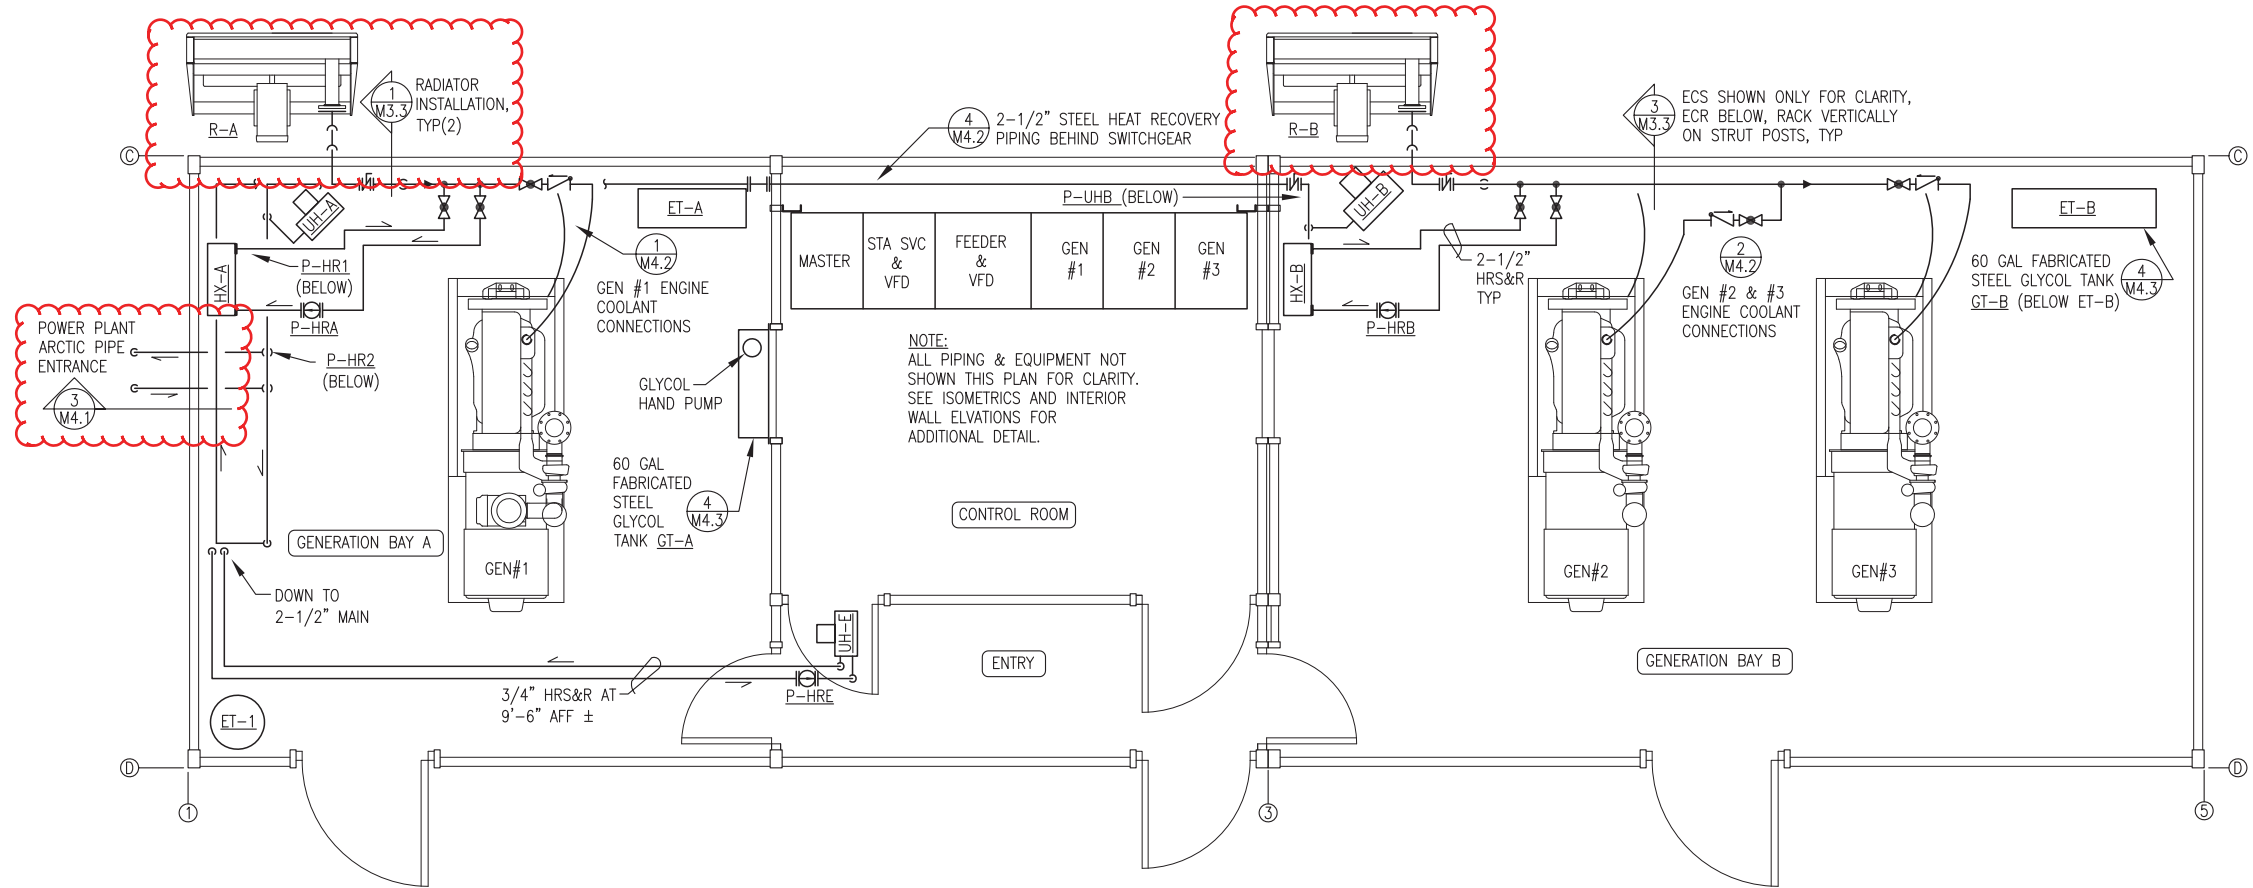 R-A
1
M3.3
RADIATOR
INSTALLATION,
TYP(2)
4
M4.2
2-1/2" STEEL HEAT RECOVERY
PIPING BEHIND SWITCHGEAR
R-B
3
M3.3
ECS SHOWN ONLY FOR CLARITY,
ECR BELOW, RACK VERTICALLY
ON STRUT POSTS, TYP
C
C
UH-A
ET-A
P-UHB (BELOW)
UH-B
ET-B
HX-A
P-HR1
(BELOW)
P-HRA
1
M4.2
GEN #1 ENGINE
COOLANT
CONNECTIONS
MASTER
STA SVC
&
VFD
FEEDER
&
VFD
GEN
#1
GEN
#2
GEN
#3
HX-B
2-1/2"
HRS&R
TYP
P-HRB
2
M4.2
GEN #2 & #3
ENGINE COOLANT
CONNECTIONS
60 GAL FABRICATED
STEEL GLYCOL TANK
GT-B (BELOW ET-B)
4
M4.3
POWER PLANT
ARCTIC PIPE
ENTRANCE
3
M4.1
P-HR2
(BELOW)
GLYCOL
HAND PUMP
NOTE:
ALL PIPING & EQUIPMENT NOT
SHOWN THIS PLAN FOR CLARITY.
SEE ISOMETRICS AND INTERIOR
WALL ELVATIONS FOR
ADDITIONAL DETAIL.
60 GAL
FABRICATED
STEEL
GLYCOL
TANK GT-A
4
M4.3
CONTROL ROOM
GENERATION BAY A
GEN#1
GEN#2
GEN#3
DOWN TO
2-1/2" MAIN
UH-E
ENTRY
GENERATION BAY B
3/4" HRS&R AT
9'-6" AFF ±
P-HRE
ET-1
D
D
1
3
5